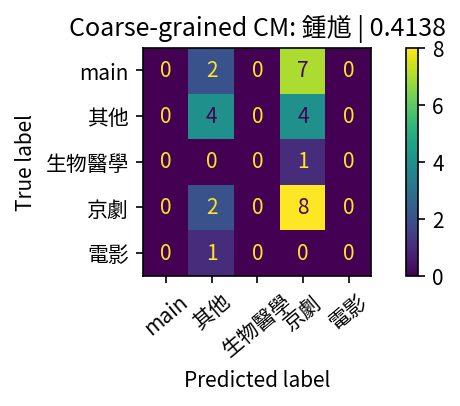 Coarse-grained CM: 鍾馗 | 0.4138
True label
main 0 2 0 7 0
其他 0 4 0 4 0
生物醫學 0 0 0 1 0
京劇 0 2 0 8 0
電影 0 1 0 0 0
main 其他 生物醫學 京劇 電影
Predicted label
8
6
4
2
0